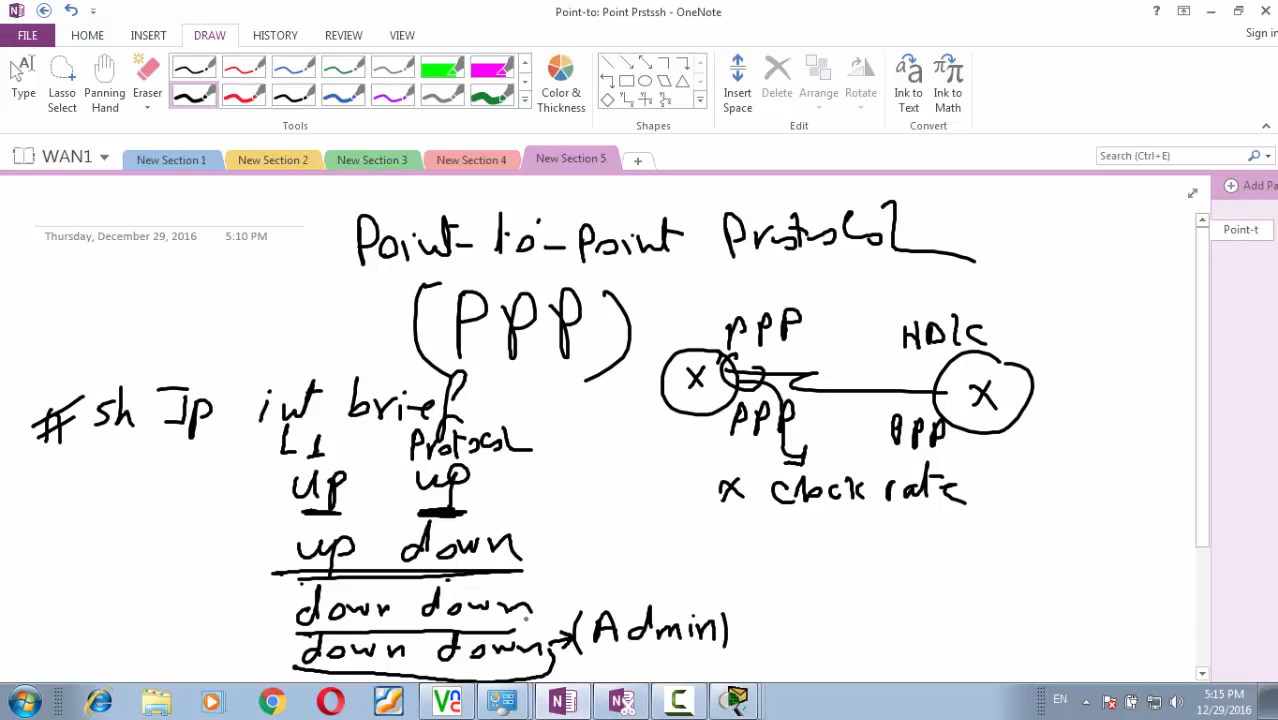 Point-to: Point Prstssh - OneNote
? 
Sign in
FILE HOME INSERT DRAW HISTORY REVIEW VIEW
Type Lasso Select Panning Hand Eraser
Color & Thickness
Insert Space Delete Arrange Rotate
Ink to Text Ink to Math
Tools Shapes Edit Convert
WAN1 New Section 1 New Section 2 New Section 3 New Section 4 New Section 5
Search (Ctrl+E)
Add Pa
Point-t
Thursday, December 29, 2016 5:10 PM
Point-to-Point Protocol
(PPP)
PPP HDLC
X X
PPP PPP
# sh Ip int brief
L1 Protocol
up up
X clock rate
up down
down down
down down → (Admin)
EN 5:15 PM
12/29/2016